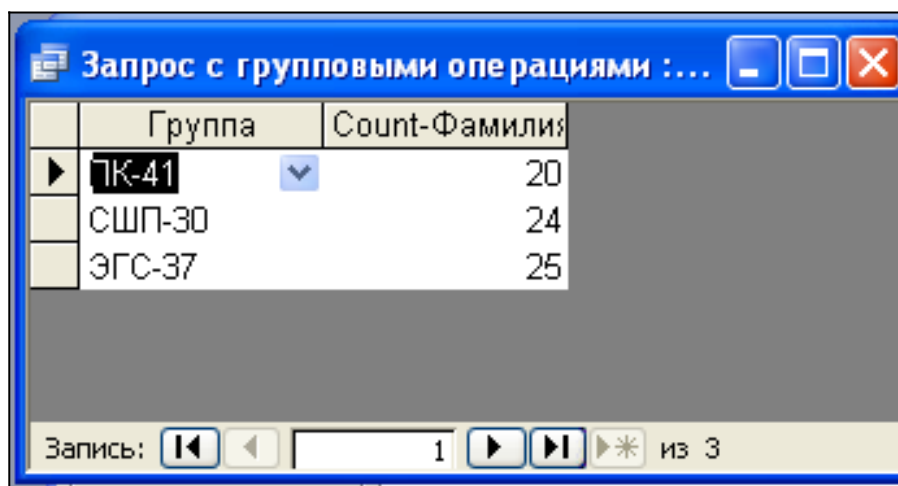 Запрос с групповыми операциями :...
Группа Count-Фамилия
ПК-41 20
СШП-30 24
ЭГС-37 25
Запись: 1 из 3